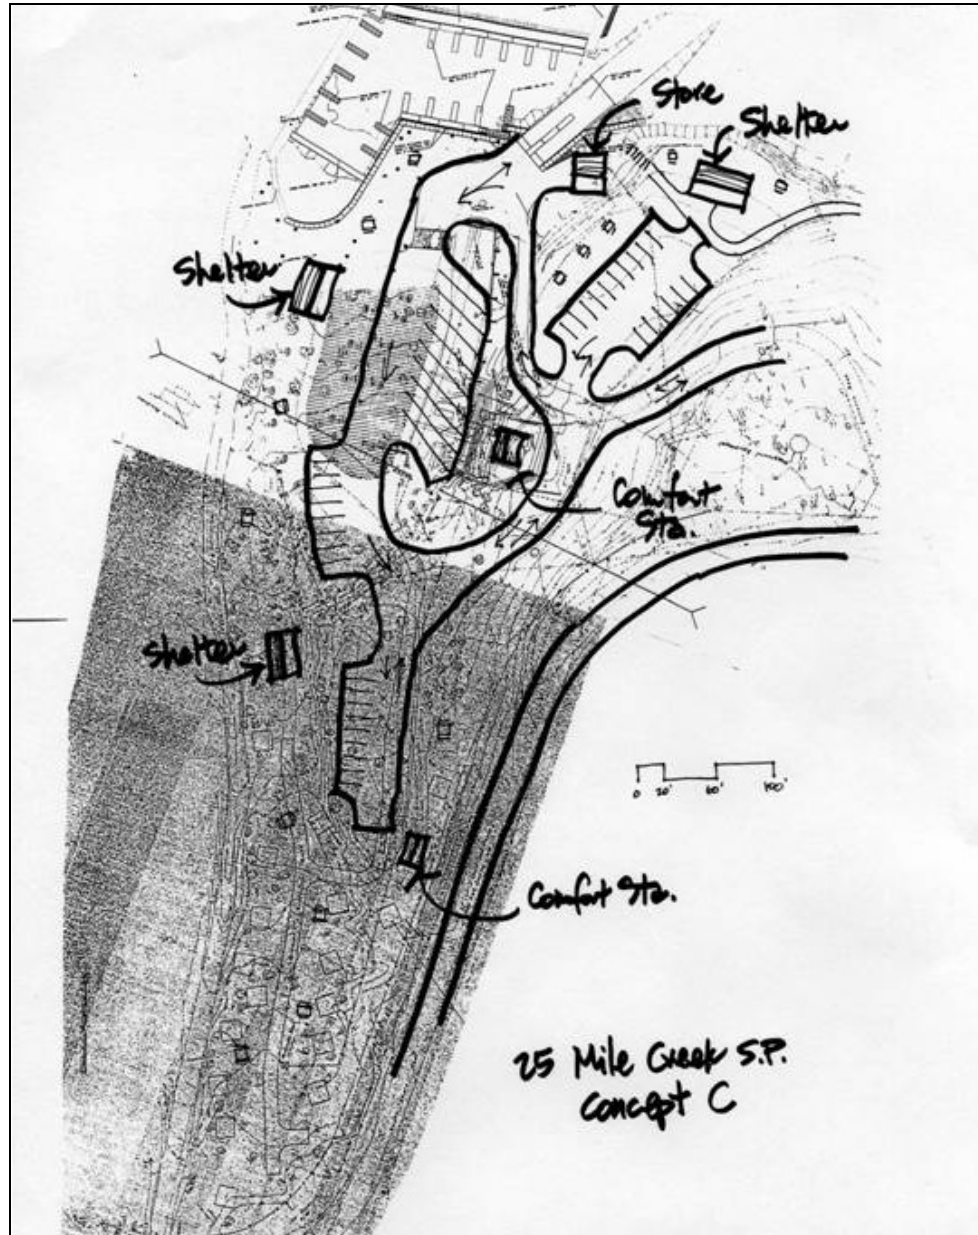 Store
Shelter
Shelter
Comfort
Sta.
Shelter
0 20' 60' 100'
Comfort Sta.
25 Mile Creek S.P.
Concept C